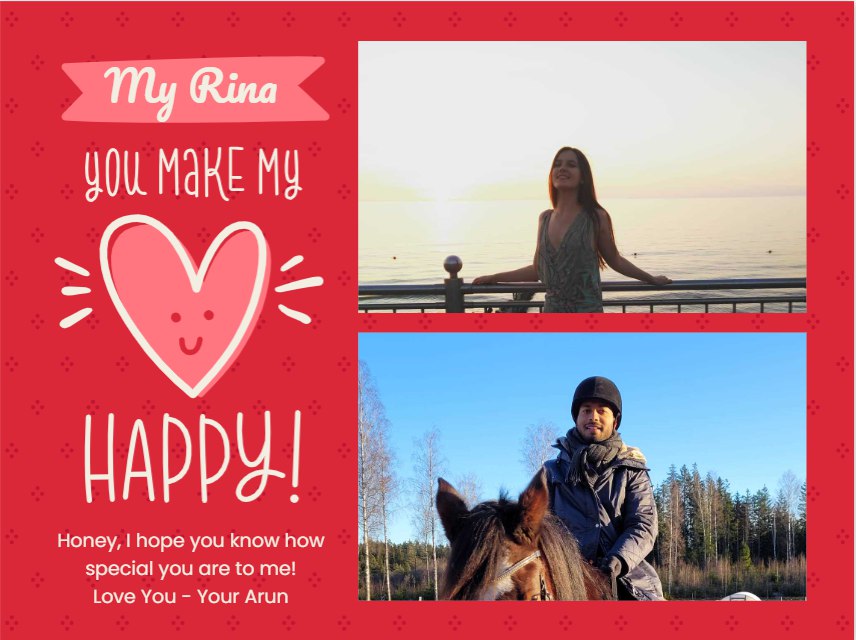 My Rina
YOU MAKE MY
HAPPY!
Honey, I hope you know how
special you are to me!
Love You - Your Arun